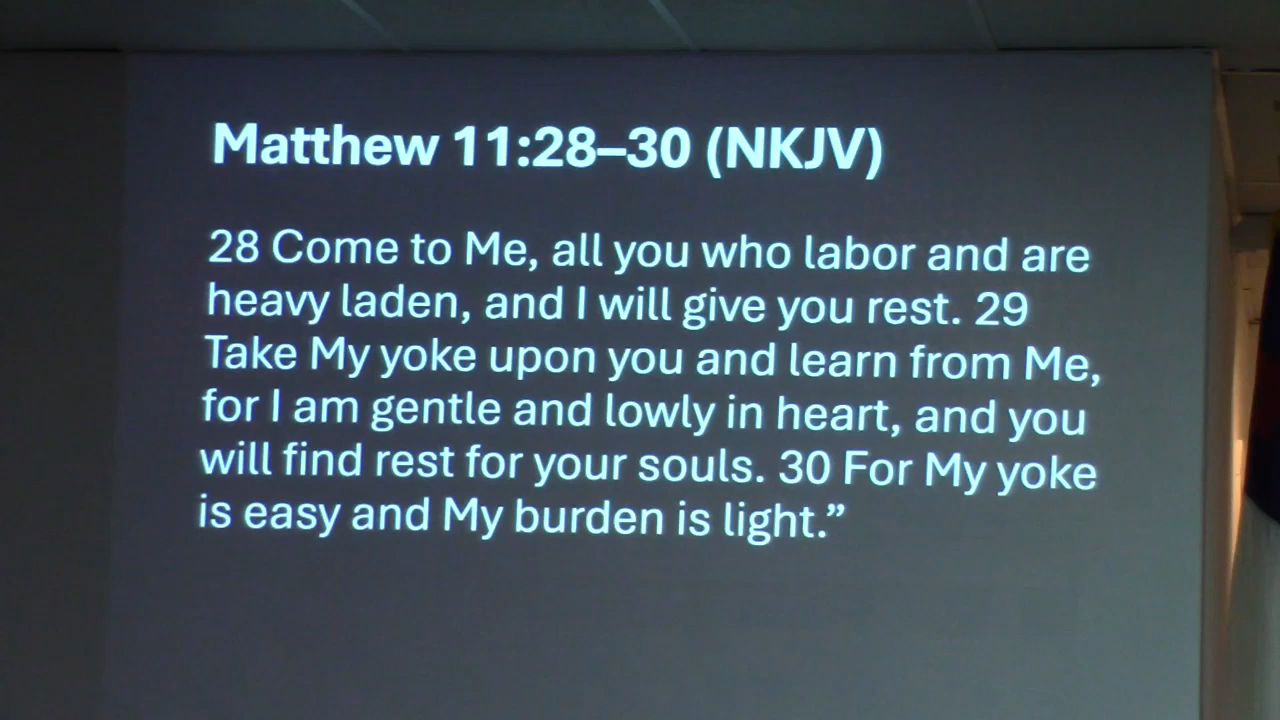 Matthew 11:28–30 (NKJV)
28 Come to Me, all you who labor and are
heavy laden, and I will give you rest. 29
Take My yoke upon you and learn from Me,
for I am gentle and lowly in heart, and you
will find rest for your souls. 30 For My yoke
is easy and My burden is light.”